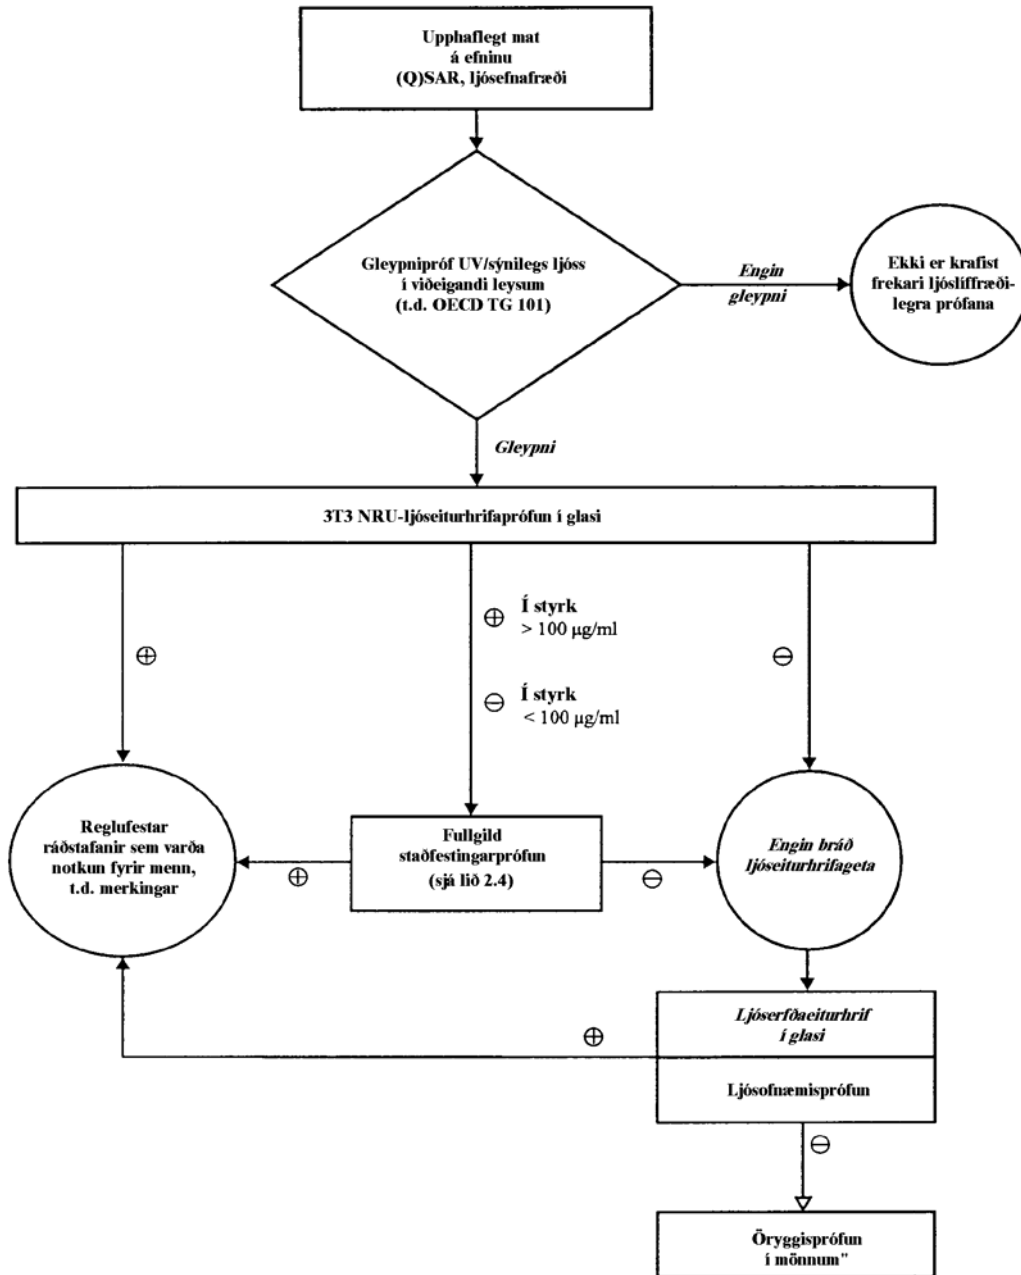 Upphaflegt mat
á efninu
(Q)SAR, ljósefnafræði
Gleypnipróf UV/sýnilegs ljóss
í viðeigandi leysum
(t.d. OECD TG 101)
Engin
gleypni
Ekki er krafist
frekari ljóslíffræði-
legra prófana
Gleypni
3T3 NRU-ljóseiturhrifaprófun í glasi
⊕
⊕ Í styrk
> 100 μg/ml
⊖
⊖ Í styrk
< 100 μg/ml
Reglufestar
ráðstafanir sem varða
notkun fyrir menn,
t.d. merkingar
⊕
Fullgild
staðfestingarprófun
(sjá lið 2.4)
⊖
Engin bráð
ljóseiturhrifageta
Ljóserfðaeiturhrif
í glasi
⊕
Ljósofnæmisprófun
⊖
Öryggisprófun
í mönnum"